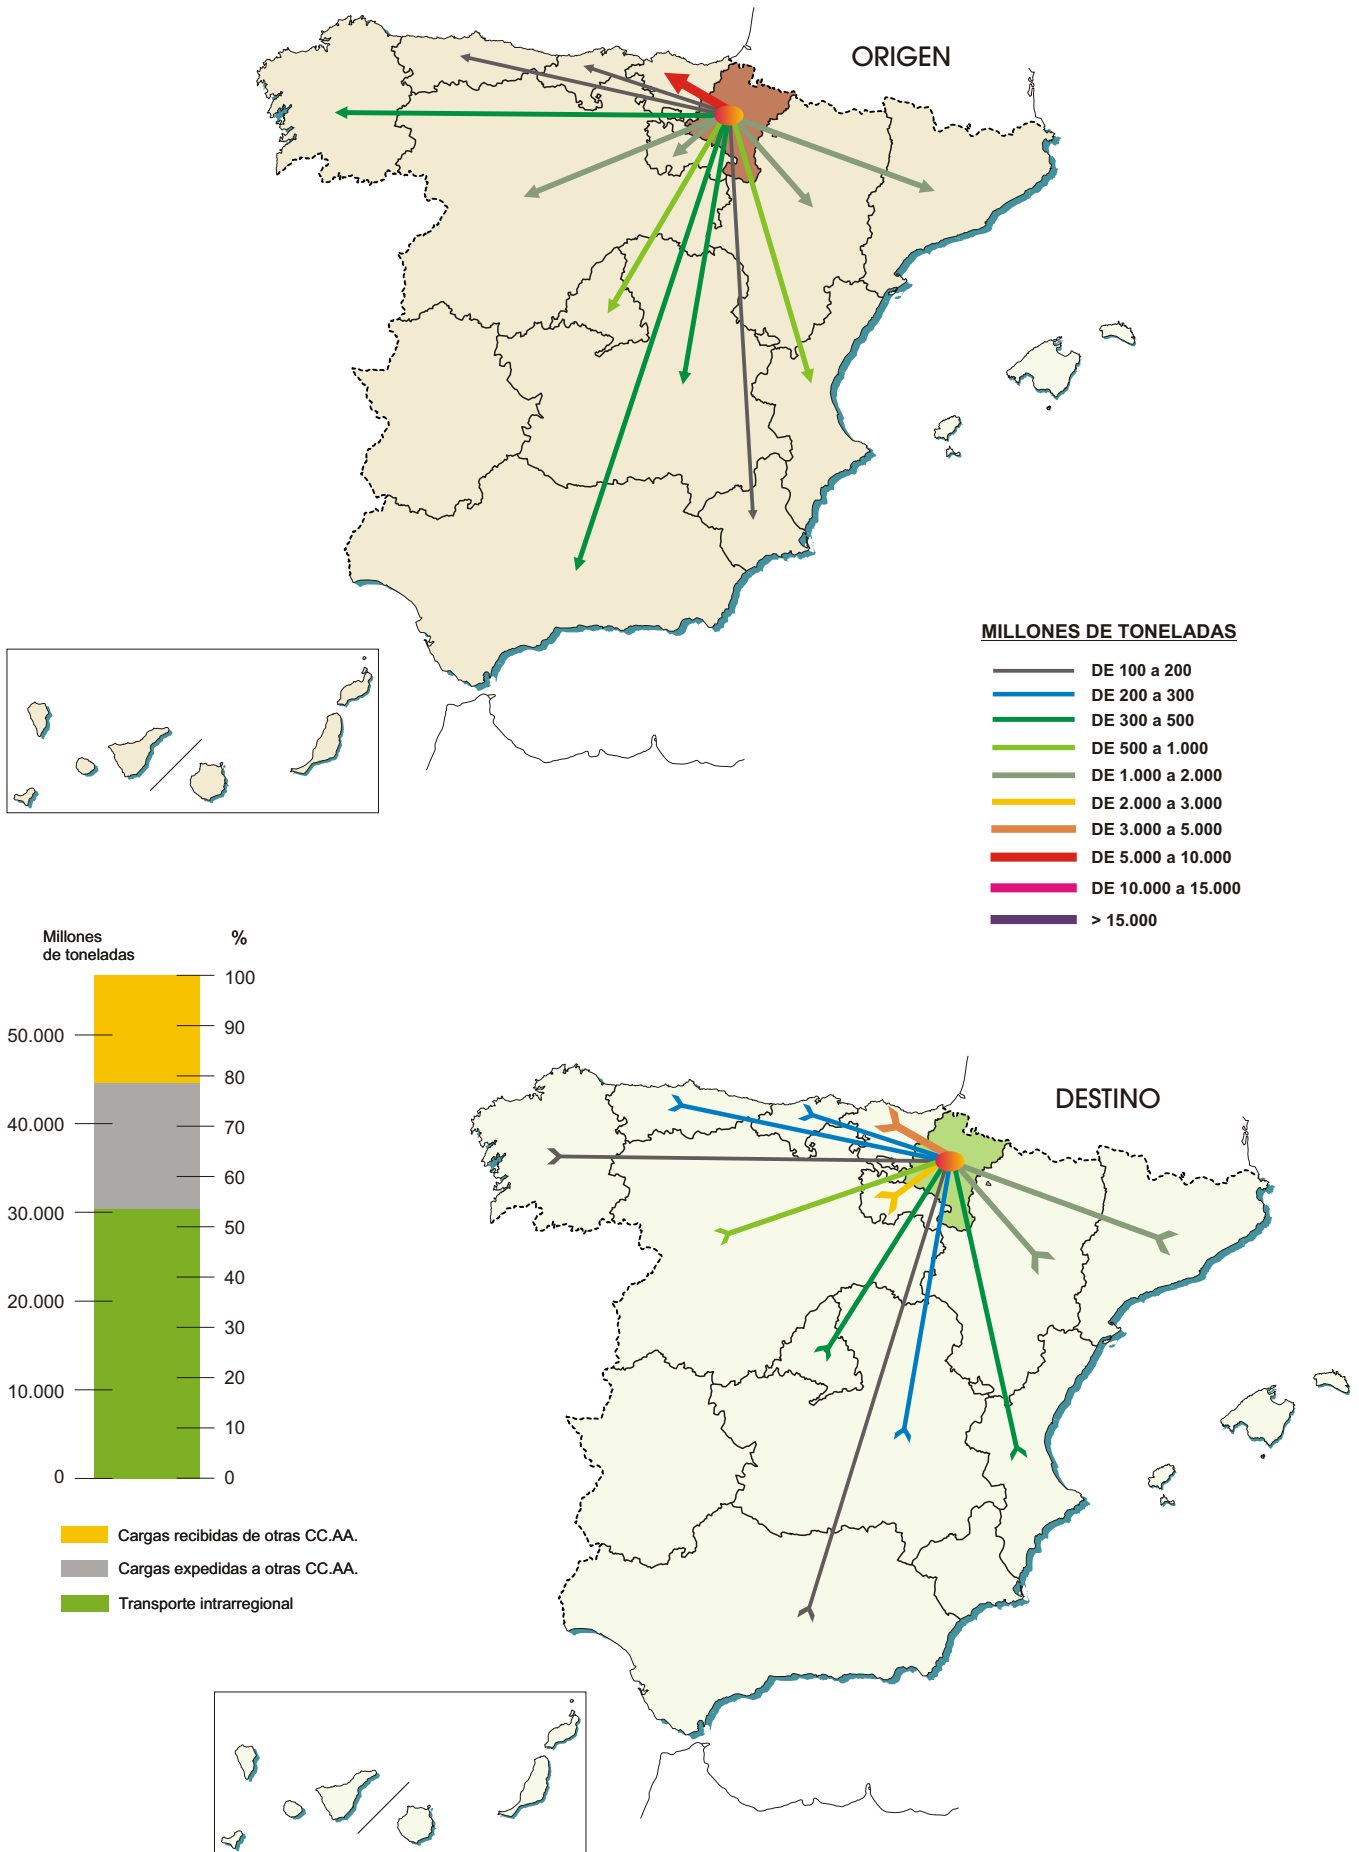 ORIGEN
MILLONES DE TONELADAS
DE 100 a 200
DE 200 a 300
DE 300 a 500
DE 500 a 1.000
DE 1.000 a 2.000
DE 2.000 a 3.000
DE 3.000 a 5.000
DE 5.000 a 10.000
DE 10.000 a 15.000
> 15.000
Millones
de toneladas
%
100
90
50.000
80
40.000
70
60
30.000
50
40
20.000
30
20
10.000
10
0
0
Cargas recibidas de otras CC.AA.
Cargas expedidas a otras CC.AA.
Transporte intrarregional
DESTINO